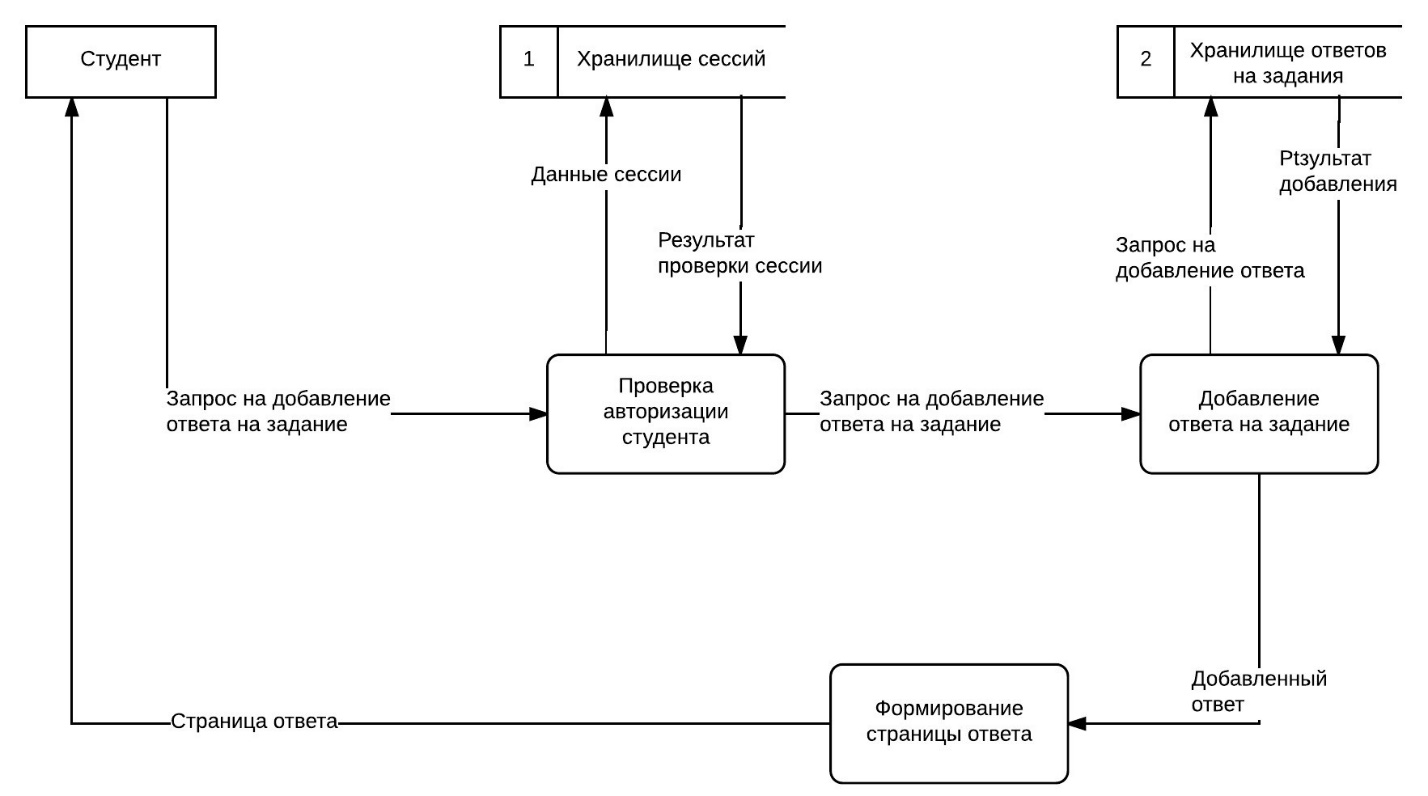 Студент
1
Хранилище сессий
2
Хранилище ответов
на задания
Данные сессии
Ptзультат
добавления
Результат
проверки сессии
Запрос на
добавление ответа
Запрос на добавление
ответа на задание
Проверка
авторизации
студента
Запрос на добавление
ответа на задание
Добавление
ответа на задание
Добавленный
ответ
Формирование
страницы ответа
Страница ответа